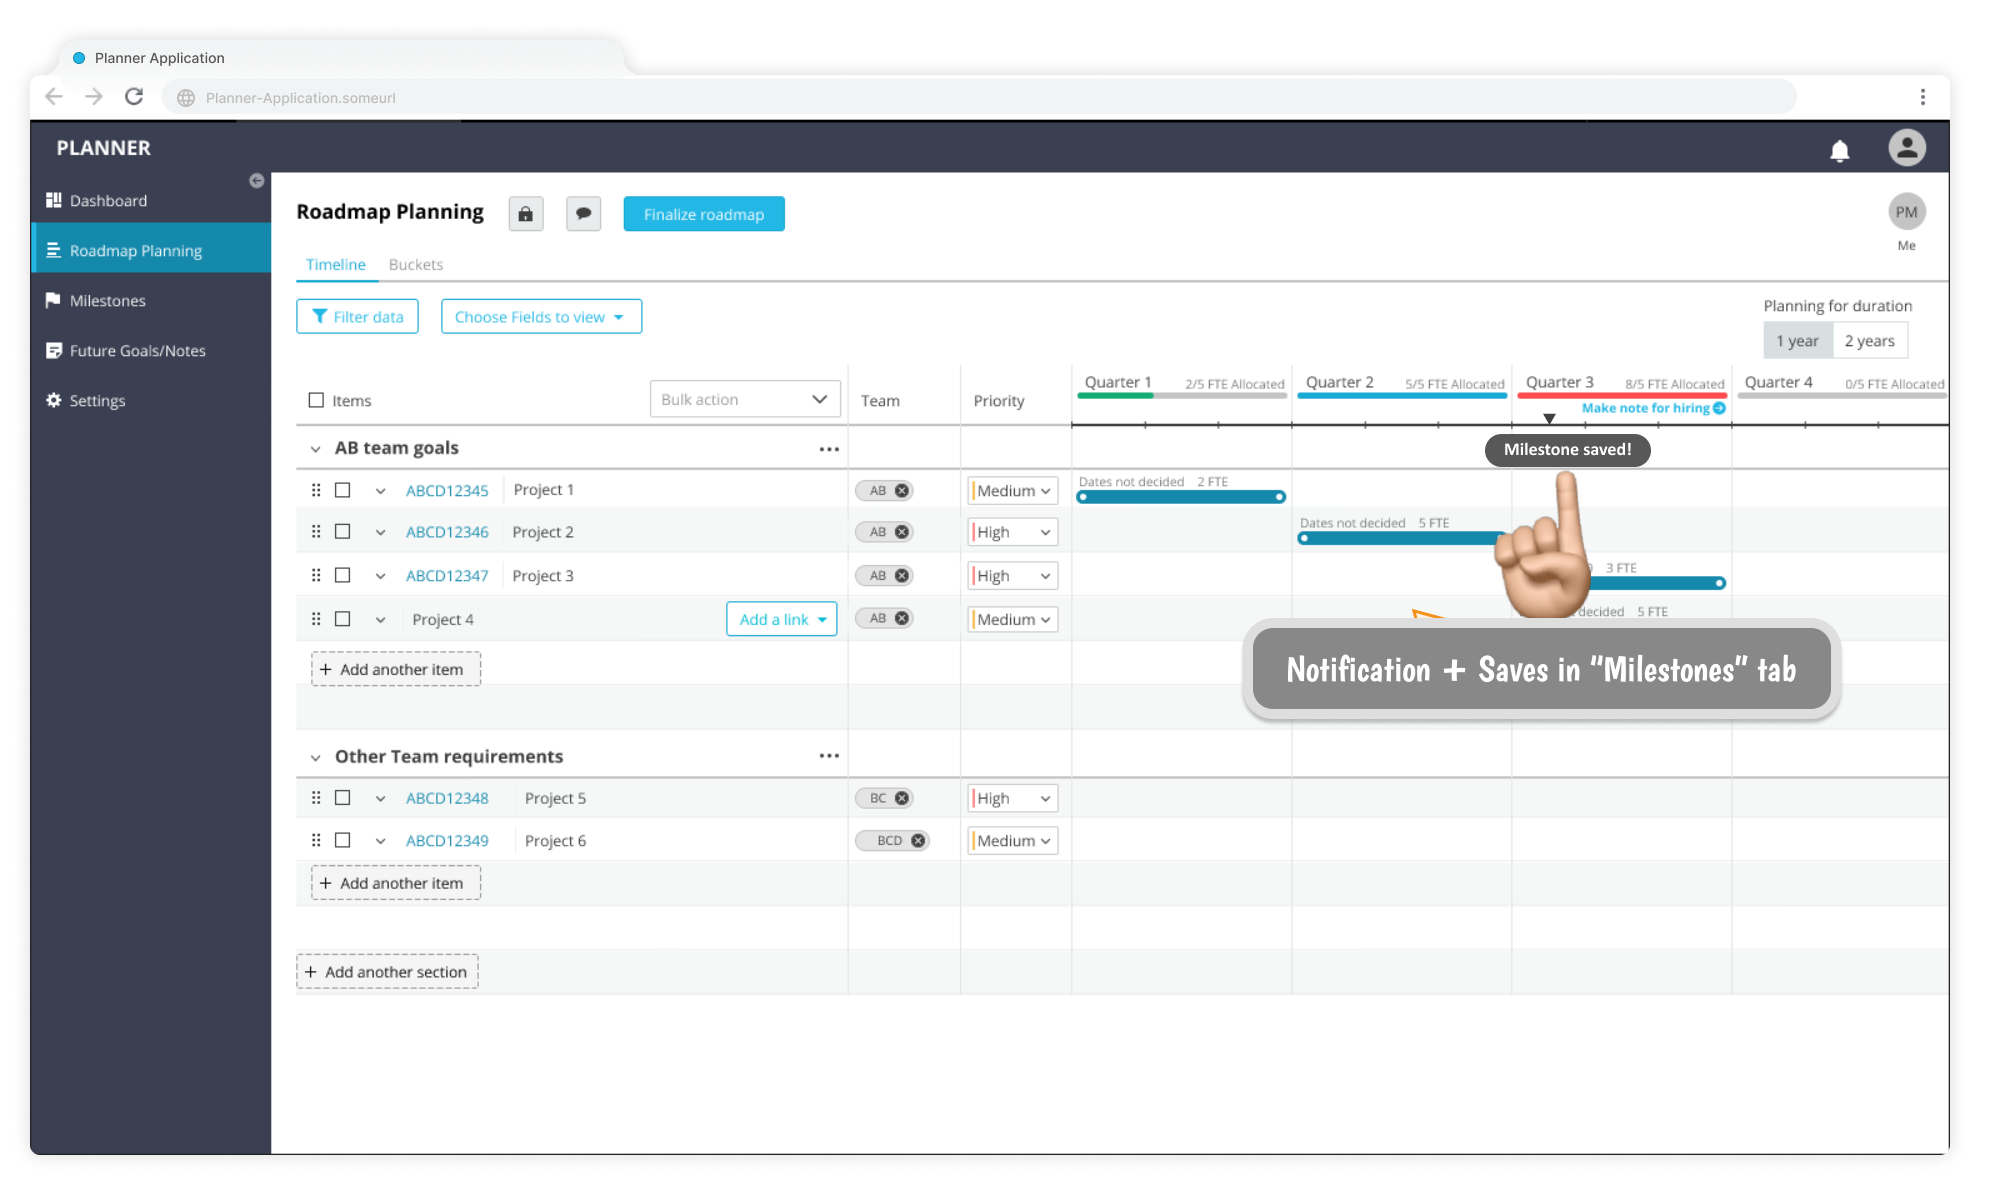 Planner Application
Planner-Application.someurl
PLANNER
Dashboard
Roadmap Planning
Milestones
Future Goals/Notes
Settings
Roadmap Planning
Finalize roadmap
PM
Me
Timeline Buckets
Filter data
Choose Fields to view
Planning for duration
1 year 2 years
Items
Bulk action
Team
Priority
Quarter 1 2/5 FTE Allocated
Quarter 2 5/5 FTE Allocated
Quarter 3 8/5 FTE Allocated
Quarter 4 0/5 FTE Allocated
Make note for hiring
AB team goals
Milestone saved!
ABCD12345 Project 1 AB Medium Dates not decided 2 FTE
ABCD12346 Project 2 AB High Dates not decided 5 FTE
ABCD12347 Project 3 AB High 3 FTE
Project 4 Add a link AB Medium decided 5 FTE
+ Add another item
Notification + Saves in “Milestones” tab
Other Team requirements
ABCD12348 Project 5 BC High
ABCD12349 Project 6 BCD Medium
+ Add another item
+ Add another section